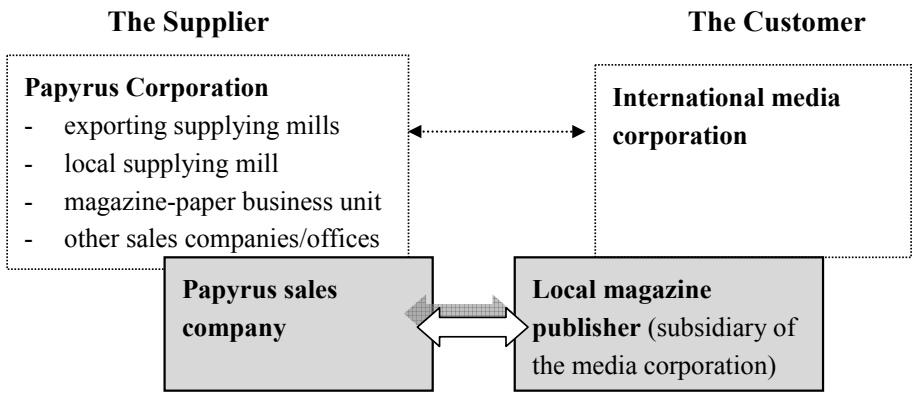 The Supplier
The Customer
Papyrus Corporation
- exporting supplying mills
- local supplying mill
- magazine-paper business unit
- other sales companies/offices
International media
corporation
Papyrus sales
company
Local magazine
publisher (subsidiary of
the media corporation)